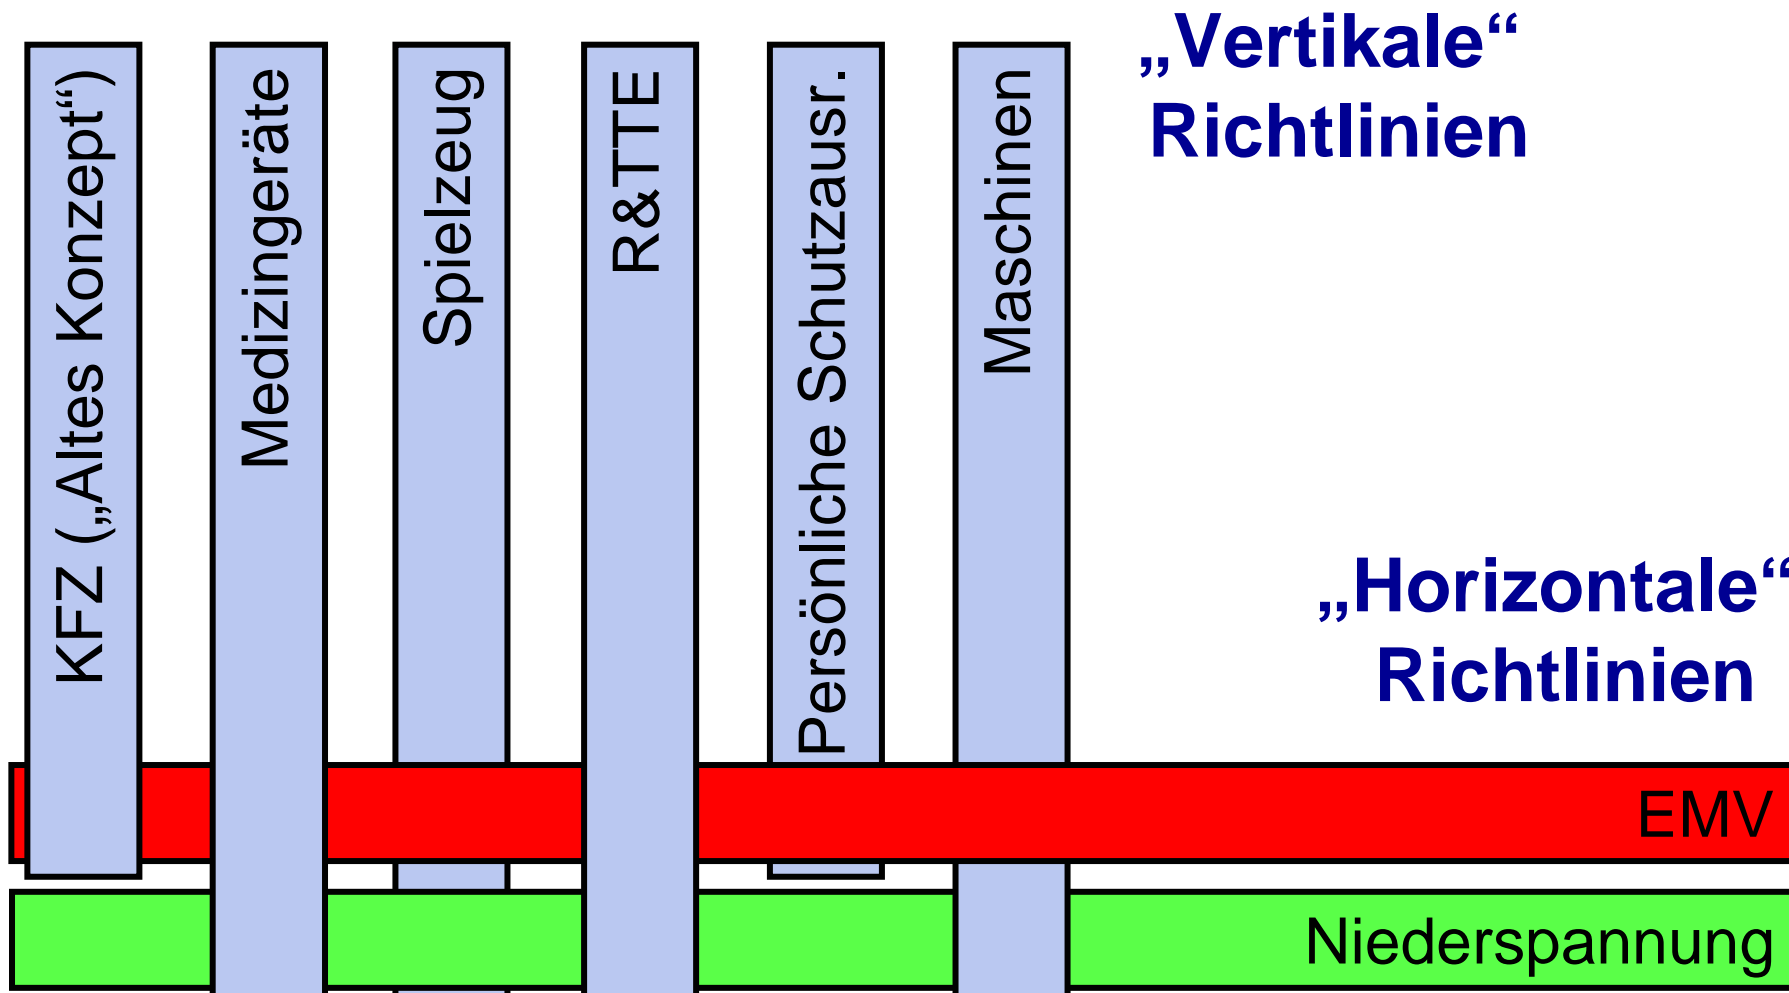 „Vertikale“
Richtlinien
KFZ („Altes Konzept“)
Medizingeräte
Spielzeug
R&TTE
Persönliche Schutzausr.
Maschinen
„Horizontale“
Richtlinien
EMV
Niederspannung